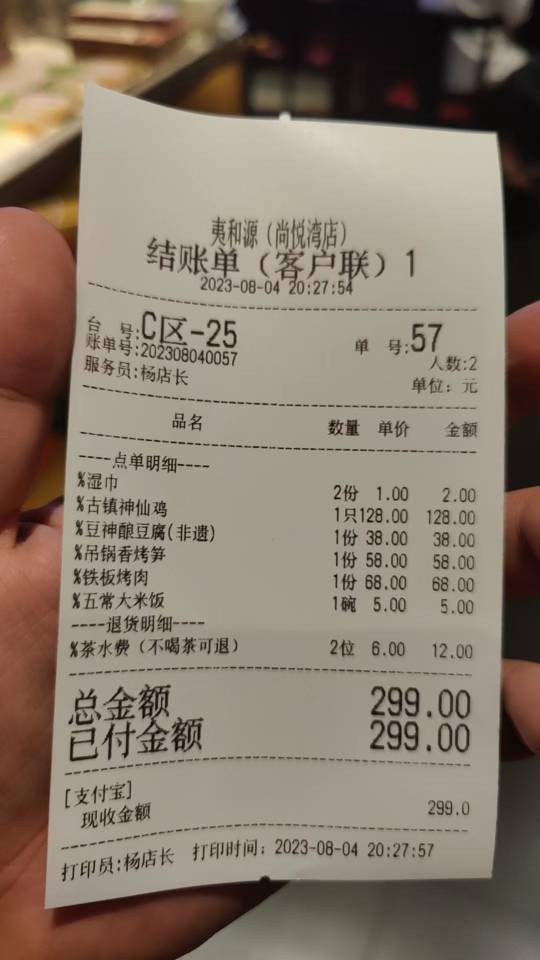 夷和源（尚悦湾店）
结账单（客户联）1
2023-08-04 20:27:54
台 号:C区-25 单 号:57
账单号:202308040057 人数:2
服务员:杨店长 单位：元
品名 数量 单价 金额
----点单明细----
%湿巾 2份 1.00 2.00
%古镇神仙鸡 1只128.00 128.00
%豆神酿豆腐(非遗) 1份 38.00 38.00
%吊锅香烤笋 1份 58.00 58.00
%铁板烤肉 1份 68.00 68.00
%五常大米饭 1碗 5.00 5.00
----退货明细----
%茶水费（不喝茶可退） 2位 6.00 12.00
总金额 299.00
已付金额 299.00
[支付宝]
现收金额 299.0
打印员:杨店长 打印时间：2023-08-04 20:27:57